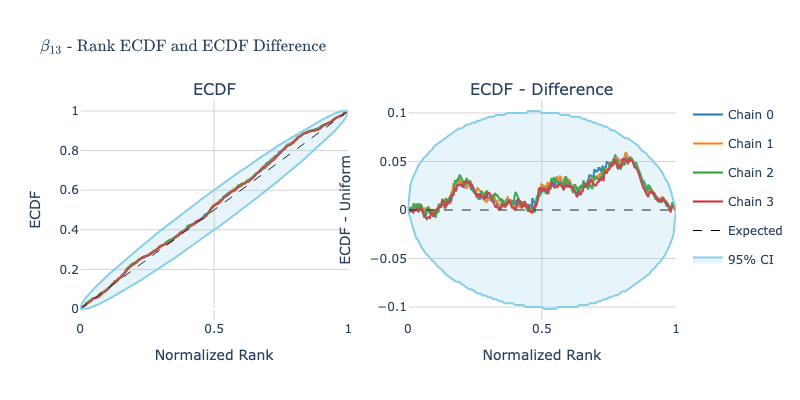 β₁₃ - Rank ECDF and ECDF Difference
ECDF
ECDF - Difference
ECDF
1
0.8
0.6
0.4
0.2
0
0
0.5
1
Normalized Rank
ECDF - Uniform
0.1
0.05
0
−0.05
−0.1
0
0.5
1
Normalized Rank
Chain 0
Chain 1
Chain 2
Chain 3
Expected
95% CI